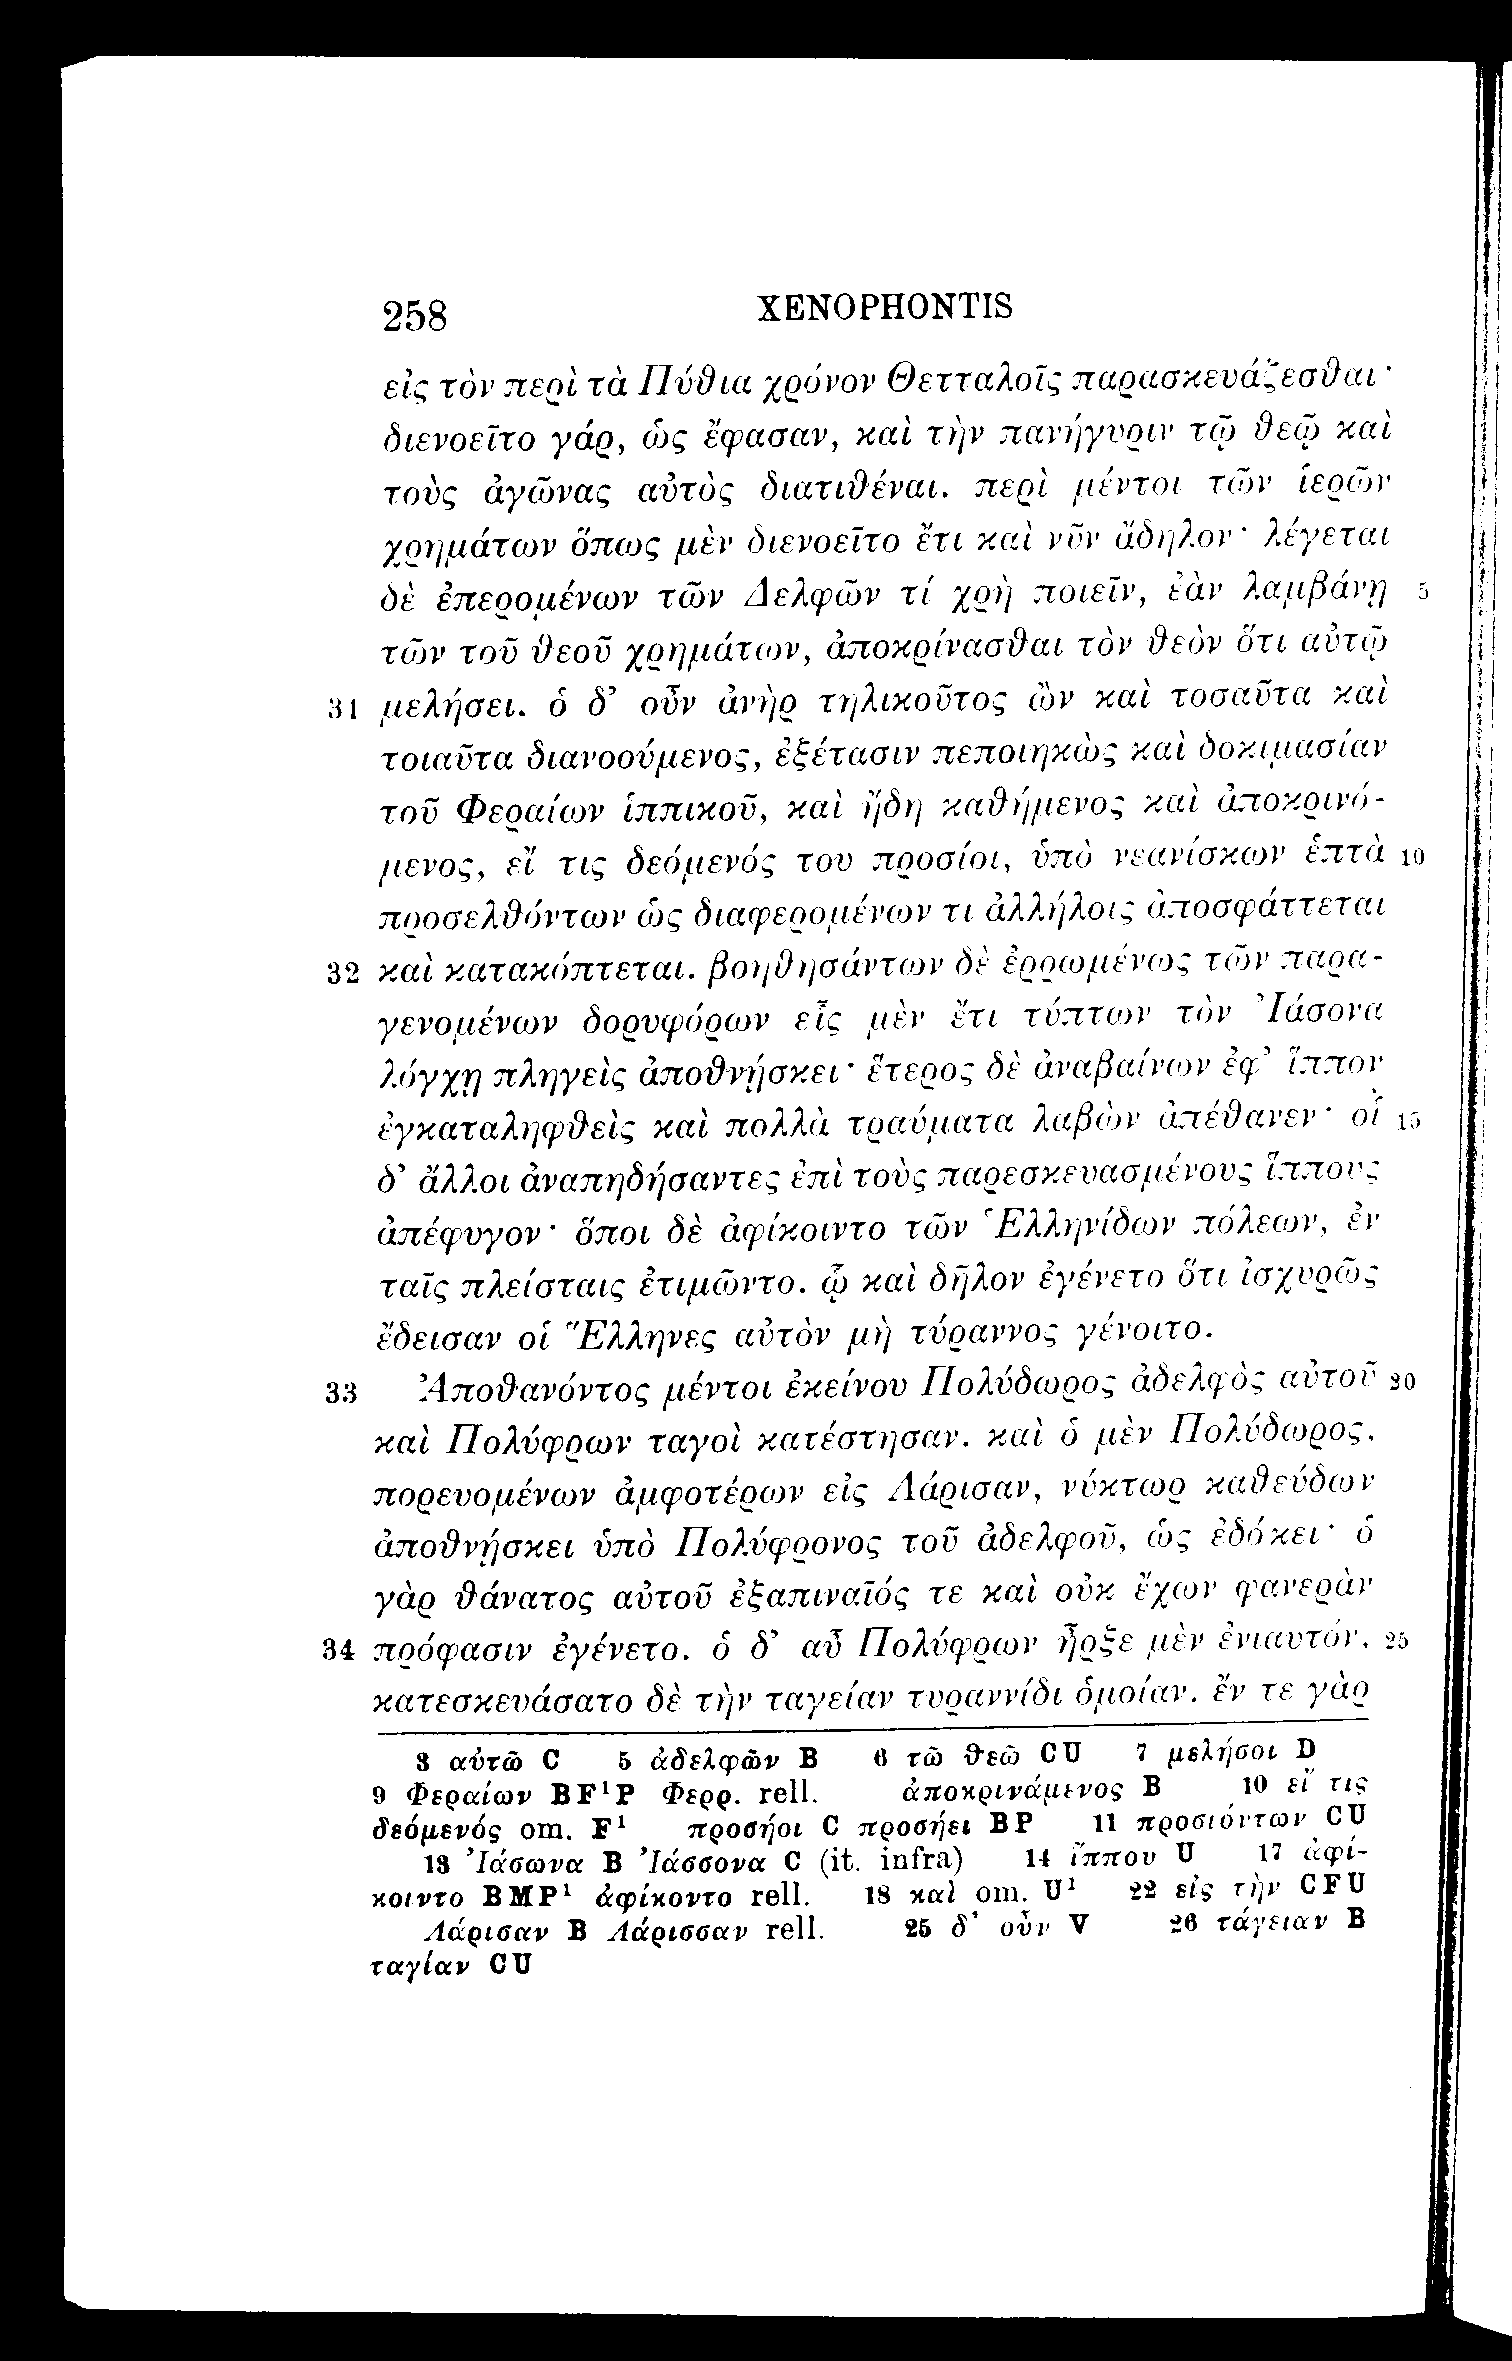 258 XENOPHONTIS
εἰς τὸν περὶ τὰ Πύθια χρόνον Θετταλοῖς παρασκευάζεσθαι·
διενοεῖτο γάρ, ὡς ἔφασαν, καὶ τὴν πανήγυριν τῷ θεῷ καὶ
τοὺς ἀγῶνας αὐτὸς διατιθέναι. περὶ μέντοι τῶν ἱερῶν
χρημάτων ὅπως μὲν διενοεῖτο ἔτι καὶ νῦν ἄδηλον· λέγεται
δὲ ἐπερομένων τῶν Δελφῶν τί χρὴ ποιεῖν, ἐὰν λαμβάνῃ 5
τῶν τοῦ θεοῦ χρημάτων, ἀποκρίνασθαι τὸν θεὸν ὅτι αὐτῷ
31 μελήσει. ὁ δ’ οὖν ἀνὴρ τηλικοῦτος ὢν καὶ τοσαῦτα καὶ
τοιαῦτα διανοούμενος, ἐξέτασιν πεποιηκὼς καὶ δοκιμασίαν
τοῦ Φεραίων ἱππικοῦ, καὶ ἤδη καθήμενος καὶ ἀποκρινό-
μενος, εἴ τις δεόμενός του προσίοι, ὑπὸ νεανίσκων ἑπτὰ 10
προσελθόντων ὡς διαφερομένων τι ἀλλήλοις ἀποσφάττεται
32 καὶ κατακόπτεται. βοηθησάντων δὲ ἐρρωμένως τῶν παρα-
γενομένων δορυφόρων εἷς μὲν ἔτι τύπτων τὸν Ἰάσονα
λόγχῃ πληγεὶς ἀποθνῄσκει· ἕτερος δὲ ἀναβαίνων ἐφ’ ἵππον
ἐγκαταληφθεὶς καὶ πολλὰ τραύματα λαβὼν ἀπέθανεν· οἱ 15
δ’ ἄλλοι ἀναπηδήσαντες ἐπὶ τοὺς παρεσκευασμένους ἵππους
ἀπέφυγον· ὅποι δὲ ἀφίκοιντο τῶν Ἑλληνίδων πόλεων, ἐν
ταῖς πλείσταις ἐτιμῶντο. ᾧ καὶ δῆλον ἐγένετο ὅτι ἰσχυρῶς
ἔδεισαν οἱ Ἕλληνες αὐτὸν μὴ τύραννος γένοιτο.
33 Ἀποθανόντος μέντοι ἐκείνου Πολύδωρος ἀδελφὸς αὐτοῦ 20
καὶ Πολύφρων ταγοὶ κατέστησαν. καὶ ὁ μὲν Πολύδωρος,
πορευομένων ἀμφοτέρων εἰς Λάρισαν, νύκτωρ καθεύδων
ἀποθνῄσκει ὑπὸ Πολύφρονος τοῦ ἀδελφοῦ, ὡς ἐδόκει· ὁ
γὰρ θάνατος αὐτοῦ ἐξαπιναῖός τε καὶ οὐκ ἔχων φανερὰν
34 πρόφασιν ἐγένετο. ὁ δ’ αὖ Πολύφρων ἦρξε μὲν ἐνιαυτόν, 25
κατεσκευάσατο δὲ τὴν ταγείαν τυραννίδι ὁμοίαν. ἔν τε γὰρ
3 αὐτῶ C 5 ἀδελφῶν B 6 τῶ θεῶ CU 7 μελήσοι D
9 Φεραίων BF¹P Φερρ. rell. ἀποκρινάμενος B 10 εἴ τις
δεόμενός om. F¹ προσήοι C προσήει BP 11 προσιόντων CU
13 Ἰάσωνα B Ἰάσσονα C (it. infra) 14 ἵππου U 17 ἀφί-
κοιντο BMP¹ ἀφίκοντο rell. 18 καὶ om. U¹ 22 εἰς τὴν CFU
Λάρισαν B Λάρισσαν rell. 25 δ’ οὖν V 26 τάγειαν B
ταγίαν CU